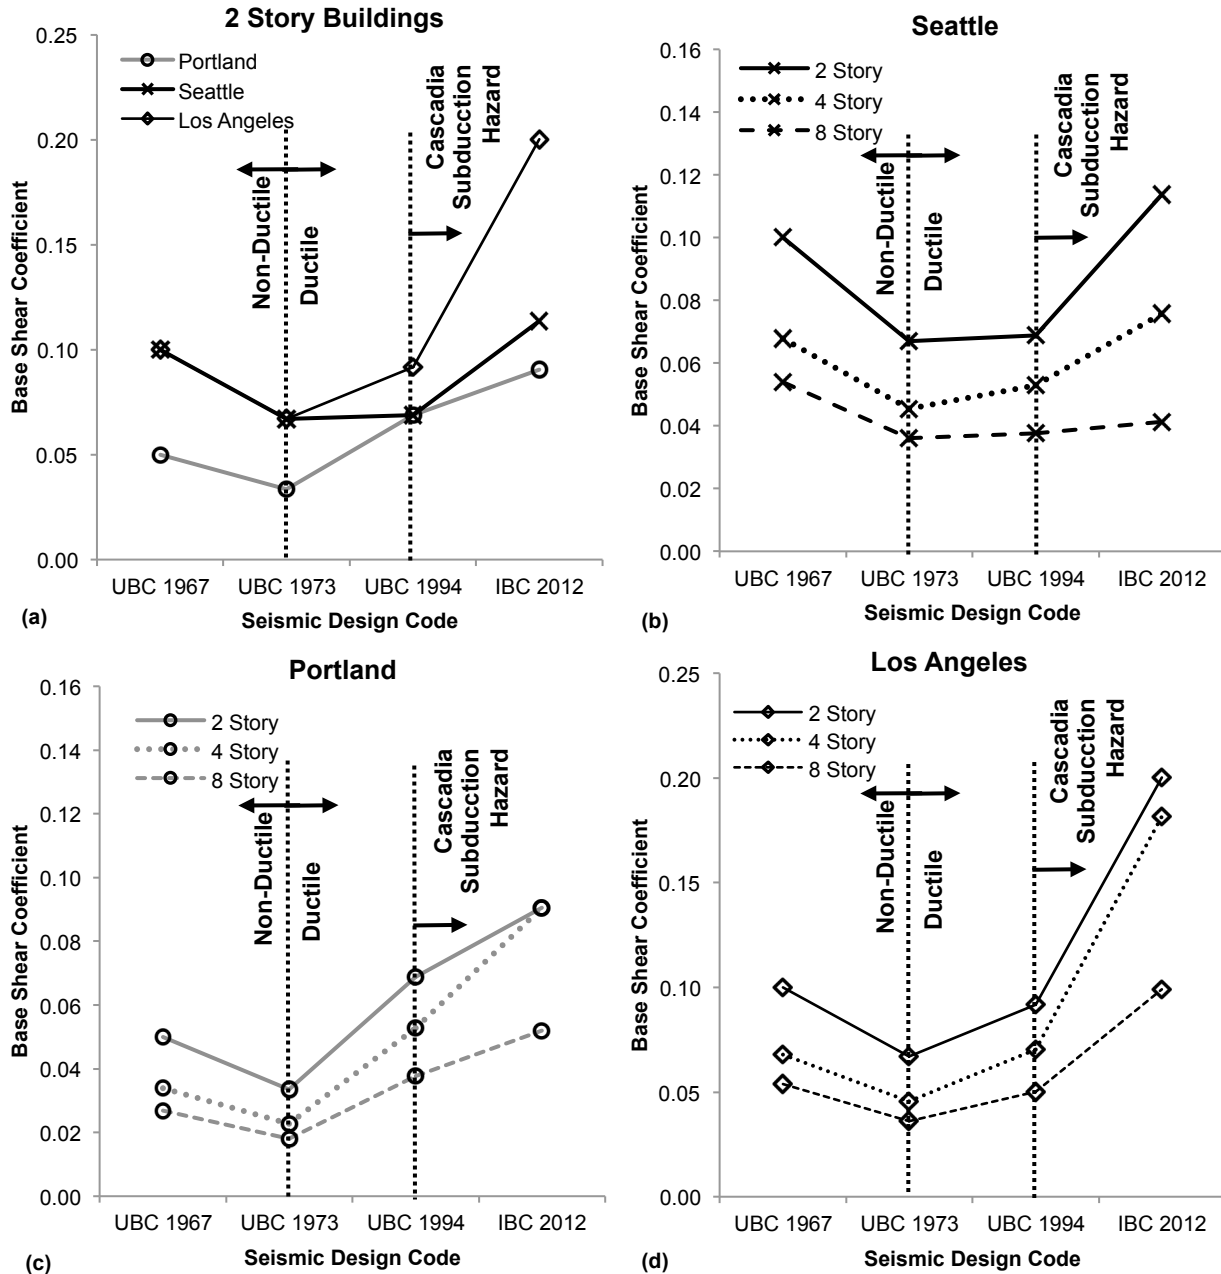 2 Story Buildings
0.25
0.20
0.15
0.10
0.05
0.00
Base Shear Coefficient
Portland
Seattle
Los Angeles
Non-Ductile
Ductile
Cascadia
Subducction
Hazard
UBC 1967 UBC 1973 UBC 1994 IBC 2012
Seismic Design Code
(a)
Seattle
0.16
0.14
0.12
0.10
0.08
0.06
0.04
0.02
0.00
Base Shear Coefficient
2 Story
4 Story
8 Story
Non-Ductile
Ductile
Cascadia
Subducction
Hazard
UBC 1967 UBC 1973 UBC 1994 IBC 2012
Seismic Design Code
(b)
Portland
0.16
0.14
0.12
0.10
0.08
0.06
0.04
0.02
0.00
Base Shear Coefficient
2 Story
4 Story
8 Story
Non-Ductile
Ductile
Cascadia
Subducction
Hazard
UBC 1967 UBC 1973 UBC 1994 IBC 2012
Seismic Design Code
(c)
Los Angeles
0.25
0.20
0.15
0.10
0.05
0.00
Base Shear Coefficient
2 Story
4 Story
8 Story
Non-Ductile
Ductile
Cascadia
Subducction
Hazard
UBC 1967 UBC 1973 UBC 1994 IBC 2012
Seismic Design Code
(d)